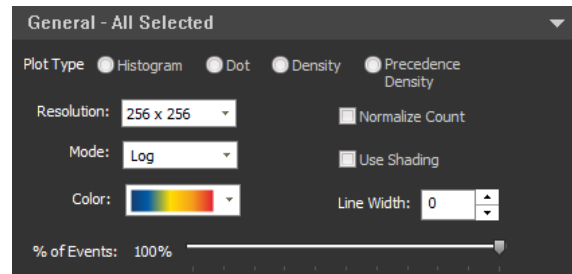 General - All Selected
Plot Type Histogram Dot Density Precedence Density
Resolution: 256 x 256 Normalize Count
Mode: Log Use Shading
Color: Line Width: 0
% of Events: 100%